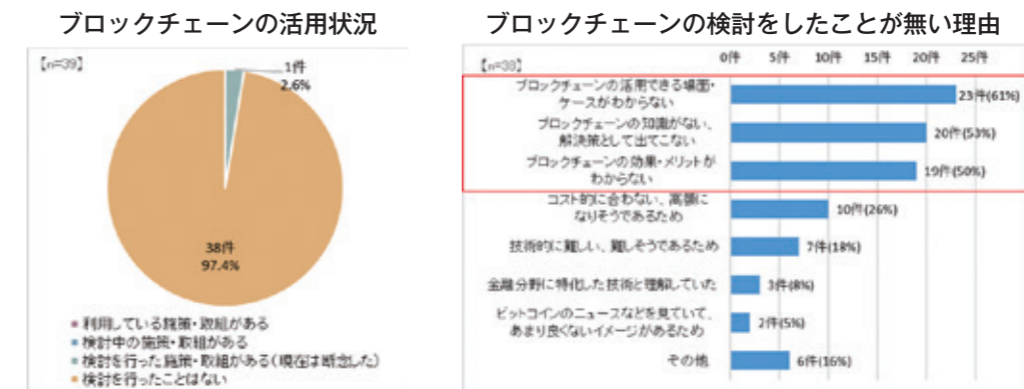 ブロックチェーンの活用状況
【n=39】
1件
2.6%
38件
97.4%
利用している施策・取組がある
検討中の施策・取組がある
検討を行った施策・取組がある(現在は断念した)
検討を行ったことはない
ブロックチェーンの検討をしたことが無い理由
【n=38】
0件 5件 10件 15件 20件 25件
ブロックチェーンの活用できる場面・
ケースがわからない
23件(61%)
ブロックチェーンの知識がない、
解決策として出てこない
20件(53%)
ブロックチェーンの効果・メリットが
わからない
19件(50%)
コスト的に合わない、高額に
なりそうであるため
10件(26%)
技術的に難しい、難しそうであるため
7件(18%)
金融分野に特化した技術と理解していた
3件(8%)
ビットコインのニュースなどを見ていて、
あまり良くないイメージがあるため
2件(5%)
その他
6件(16%)